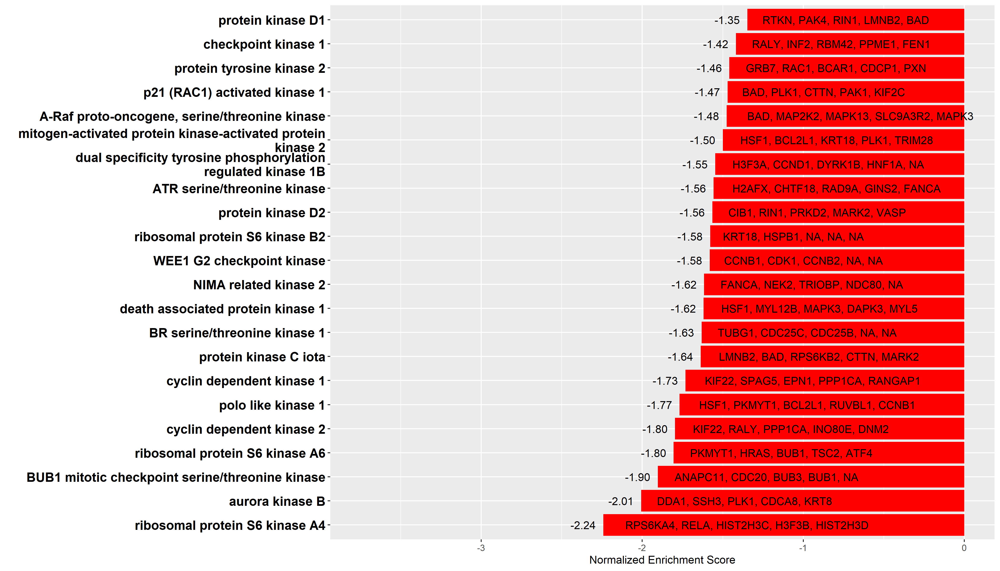 protein kinase D1 -1.35 RTKN, PAK4, RIN1, LMNB2, BAD
checkpoint kinase 1 -1.42 RALY, INF2, RBM42, PPME1, FEN1
protein tyrosine kinase 2 -1.46 GRB7, RAC1, BCAR1, CDCP1, PXN
p21 (RAC1) activated kinase 1 -1.47 BAD, PLK1, CTTN, PAK1, KIF2C
A-Raf proto-oncogene, serine/threonine kinase -1.48 BAD, MAP2K2, MAPK13, SLC9A3R2, MAPK3
mitogen-activated protein kinase-activated protein
kinase 2 -1.50 HSF1, BCL2L1, KRT18, PLK1, TRIM28
dual specificity tyrosine phosphorylation
regulated kinase 1B -1.55 H3F3A, CCND1, DYRK1B, HNF1A, NA
ATR serine/threonine kinase -1.56 H2AFX, CHTF18, RAD9A, GINS2, FANCA
protein kinase D2 -1.56 CIB1, RIN1, PRKD2, MARK2, VASP
ribosomal protein S6 kinase B2 -1.58 KRT18, HSPB1, NA, NA, NA
WEE1 G2 checkpoint kinase -1.58 CCNB1, CDK1, CCNB2, NA, NA
NIMA related kinase 2 -1.62 FANCA, NEK2, TRIOBP, NDC80, NA
death associated protein kinase 1 -1.62 HSF1, MYL12B, MAPK3, DAPK3, MYL5
BR serine/threonine kinase 1 -1.63 TUBG1, CDC25C, CDC25B, NA, NA
protein kinase C iota -1.64 LMNB2, BAD, RPS6KB2, CTTN, MARK2
cyclin dependent kinase 1 -1.73 KIF22, SPAG5, EPN1, PPP1CA, RANGAP1
polo like kinase 1 -1.77 HSF1, PKMYT1, BCL2L1, RUVBL1, CCNB1
cyclin dependent kinase 2 -1.80 KIF22, RALY, PPP1CA, INO80E, DNM2
ribosomal protein S6 kinase A6 -1.80 PKMYT1, HRAS, BUB1, TSC2, ATF4
BUB1 mitotic checkpoint serine/threonine kinase -1.90 ANAPC11, CDC20, BUB3, BUB1, NA
aurora kinase B -2.01 DDA1, SSH3, PLK1, CDCA8, KRT8
ribosomal protein S6 kinase A4 -2.24 RPS6KA4, RELA, HIST2H3C, H3F3B, HIST2H3D
-3 -2 -1 0
Normalized Enrichment Score